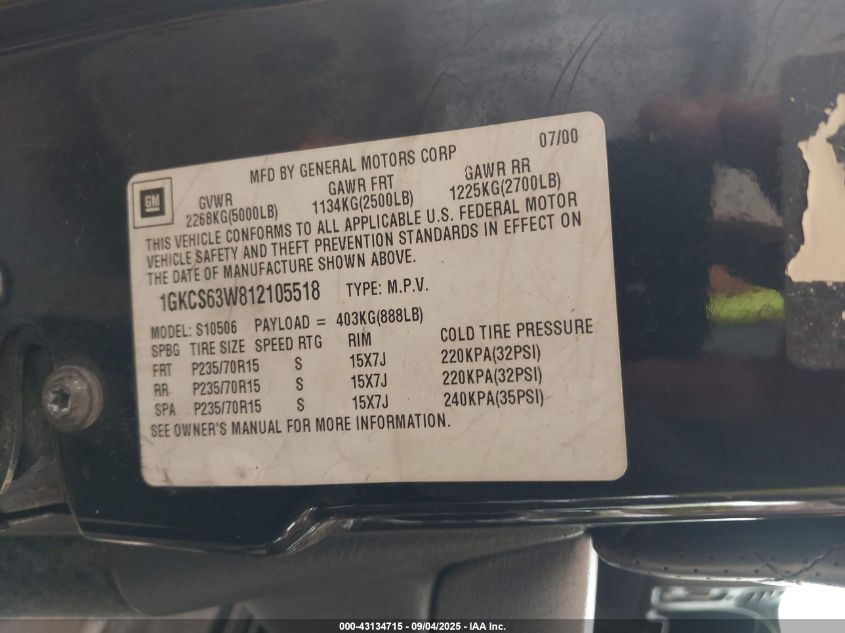 07/00
MFD BY GENERAL MOTORS CORP
GM
GVWR GAWR FRT GAWR RR
2268KG(5000LB) 1134KG(2500LB) 1225KG(2700LB)
THIS VEHICLE CONFORMS TO ALL APPLICABLE U.S. FEDERAL MOTOR
VEHICLE SAFETY AND THEFT PREVENTION STANDARDS IN EFFECT ON
THE DATE OF MANUFACTURE SHOWN ABOVE.
1GKCS63W812105518 TYPE: M.P.V.
MODEL: S10506 PAYLOAD = 403KG(888LB)
SPBG TIRE SIZE SPEED RTG RIM COLD TIRE PRESSURE
FRT P235/70R15 S 15X7J 220KPA(32PSI)
RR P235/70R15 S 15X7J 220KPA(32PSI)
SPA P235/70R15 S 15X7J 240KPA(35PSI)
SEE OWNER'S MANUAL FOR MORE INFORMATION.
000-43134715 - 09/04/2025 - IAA Inc.